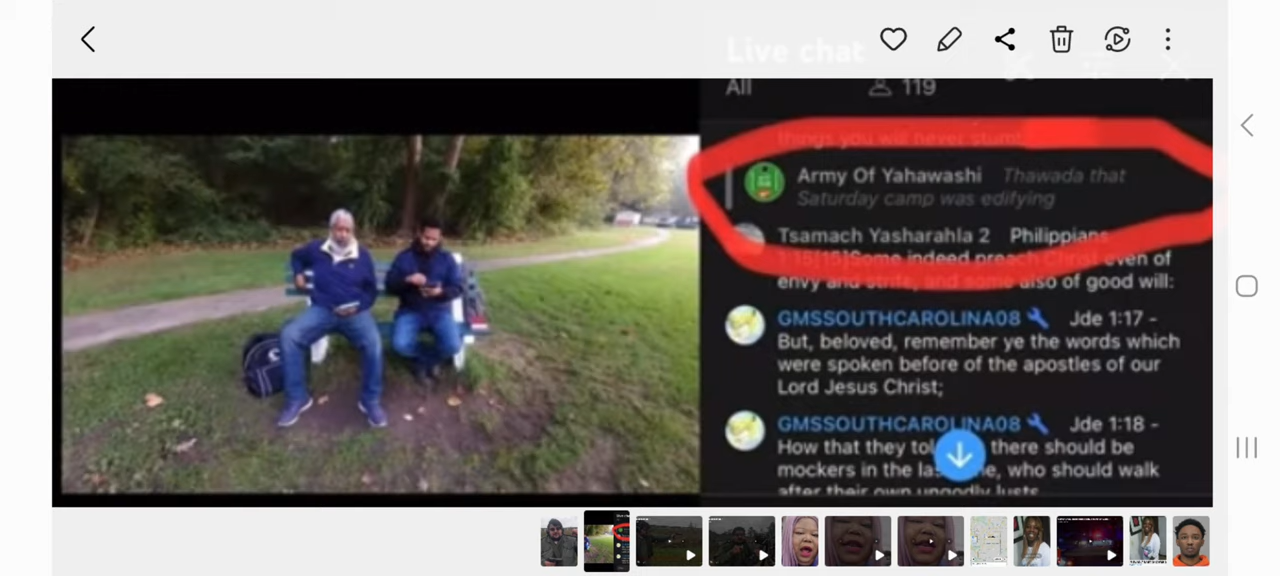 Live chat
All 119
things you will never stumb
Army Of Yahawashi Thawada that
Saturday camp was edifying
Tsamach Yasharahla 2 Philippians
1:15[15]Some indeed preach Christ even of
envy and strife, and some also of good will:
GMSSOUTHCAROLINA08 Jde 1:17 -
But, beloved, remember ye the words which
were spoken before of the apostles of our
Lord Jesus Christ;
GMSSOUTHCAROLINA08 Jde 1:18 -
How that they tol there should be
mockers in the las e, who should walk
after their own ungodly lusts